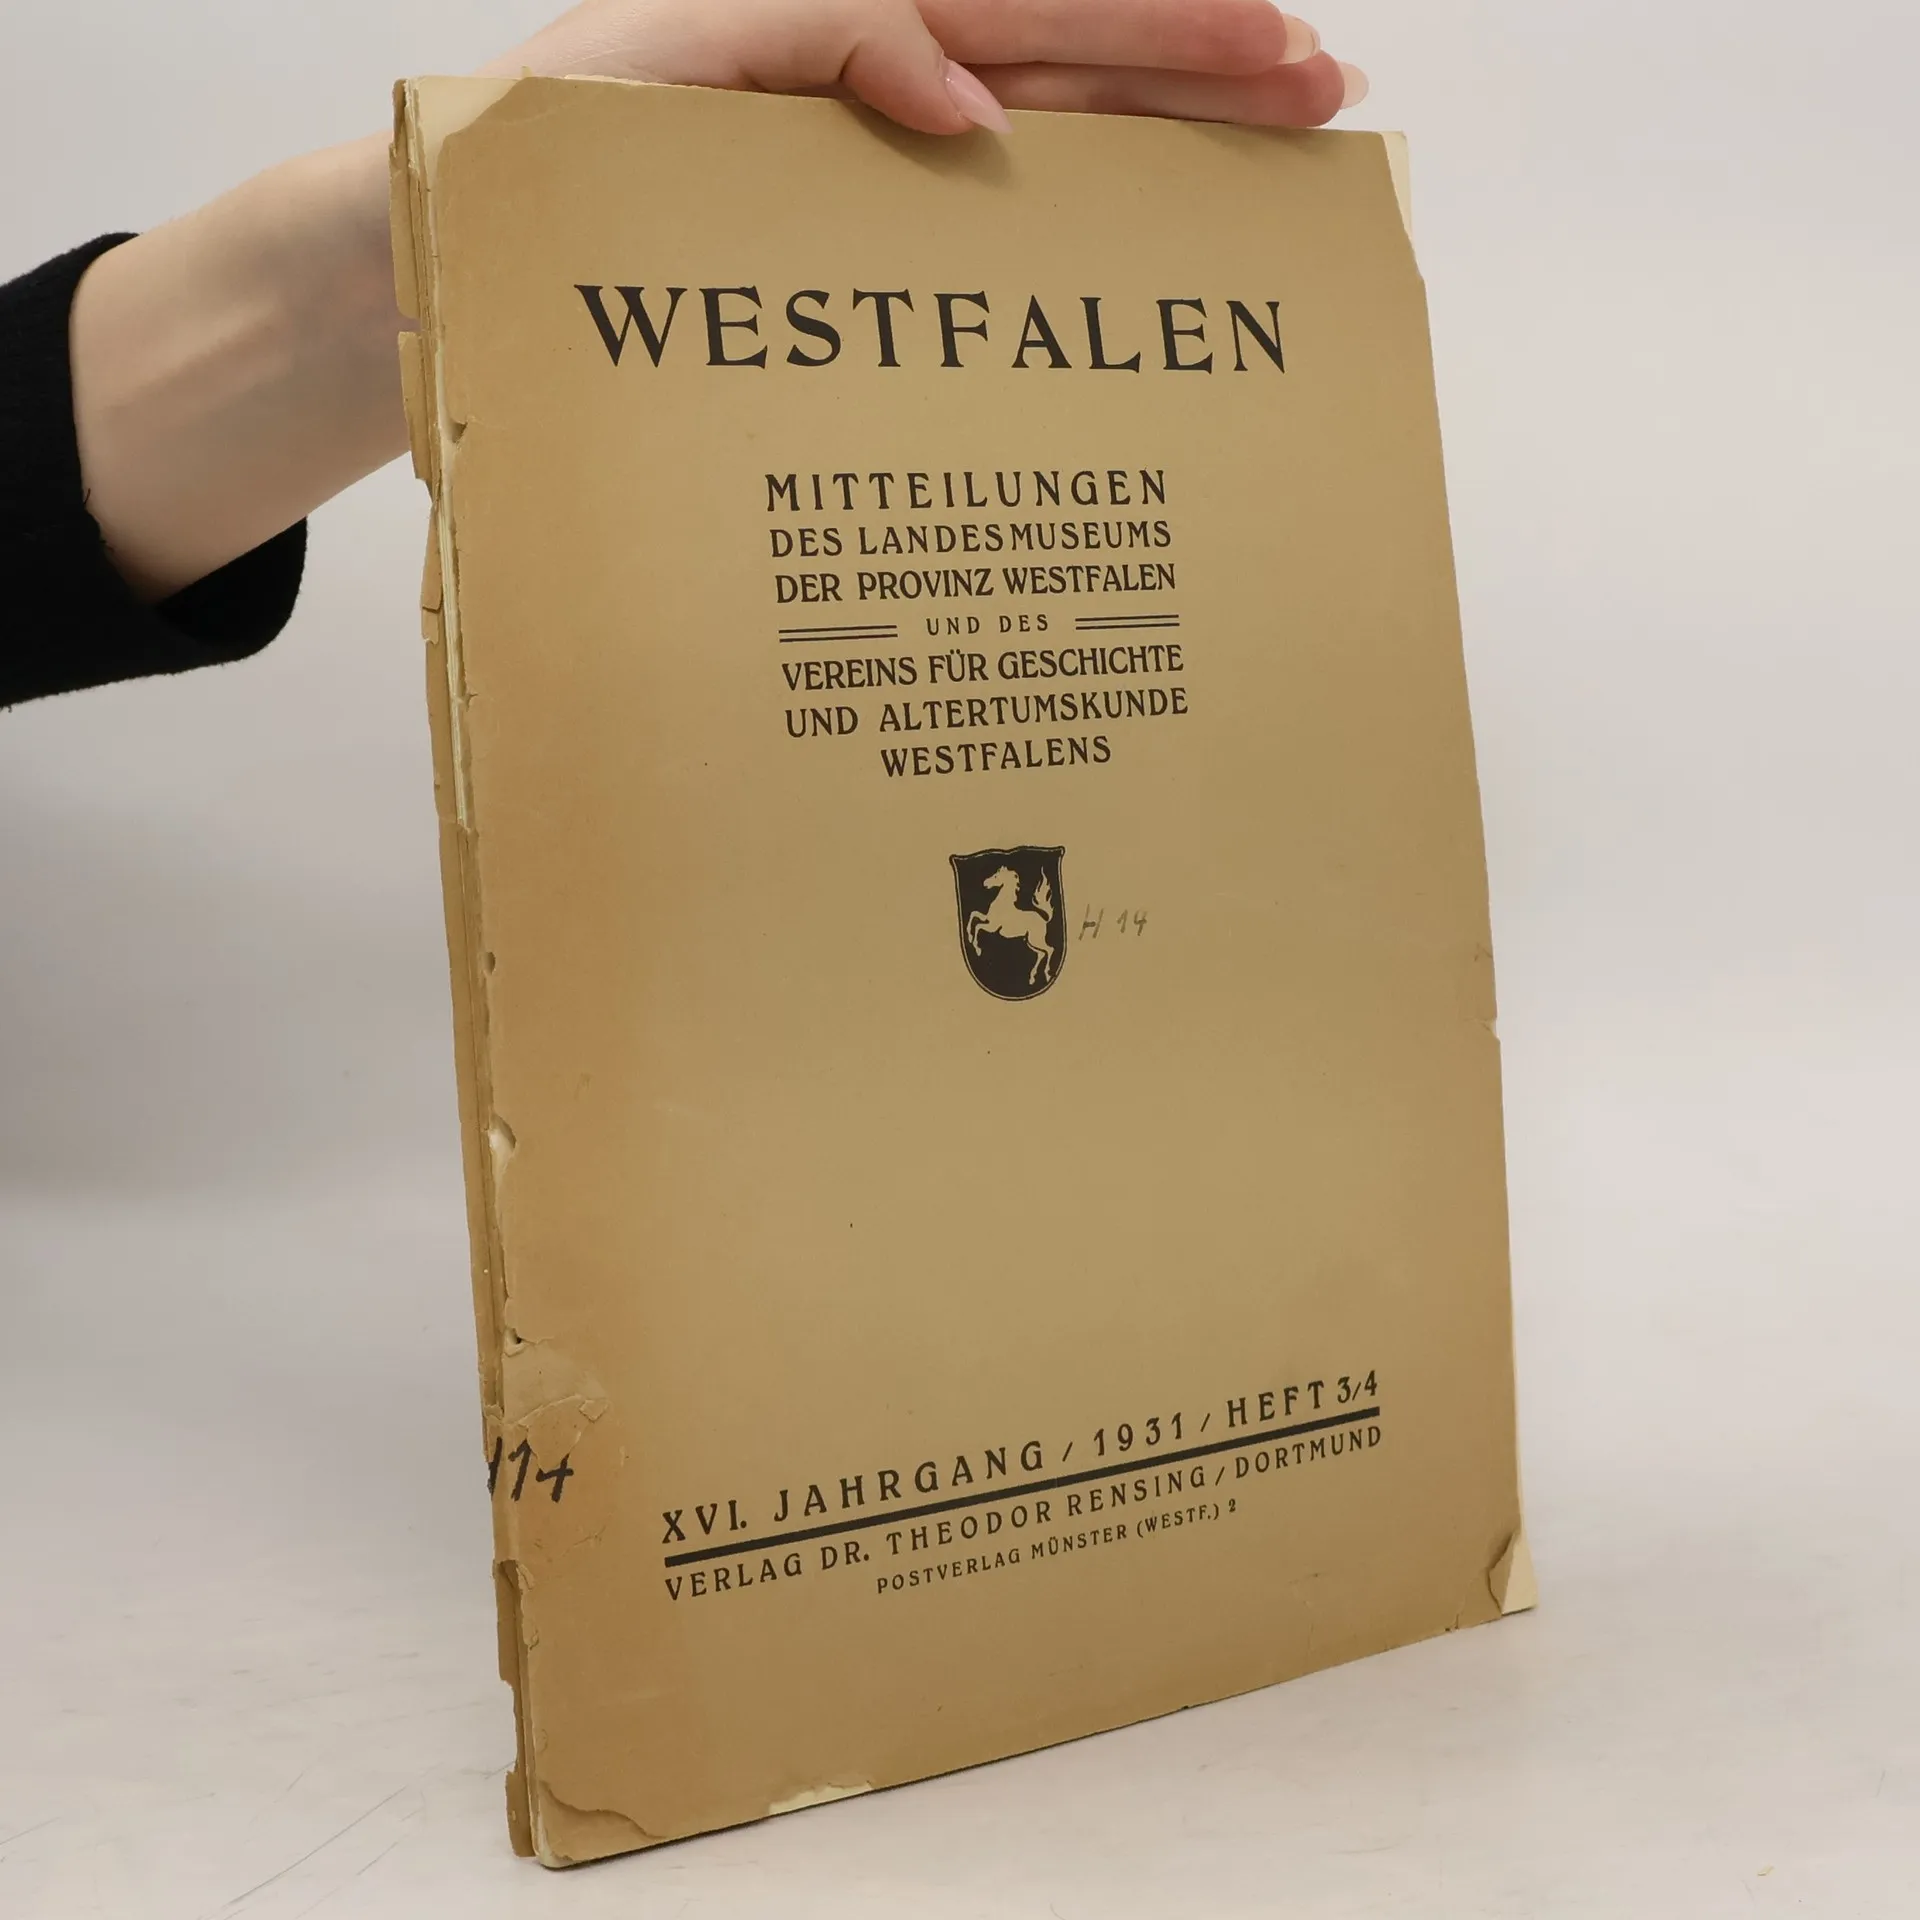 WESTFALEN
MITTEILUNGEN
DES LANDESMUSEUMS
DER PROVINZ WESTFALEN
UND DES
VEREINS FÜR GESCHICHTE
UND ALTERTUMSKUNDE
WESTFALENS
H 14
114
XVI. JAHRGANG / 1931 / HEFT 3/4
VERLAG DR. THEODOR RENSING / DORTMUND
POSTVERLAG MÜNSTER (WESTF.) 2